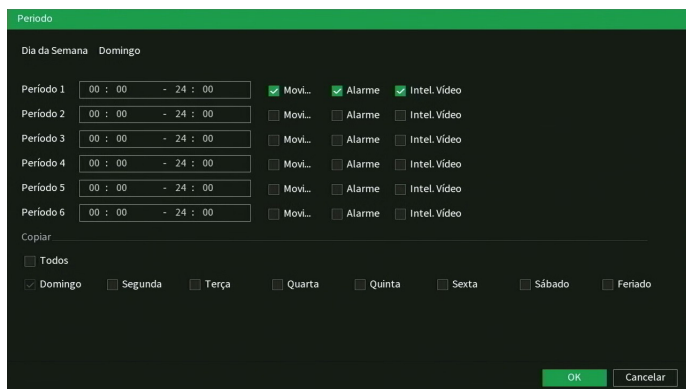 Periodo
Dia da Semana Domingo
Período 1 00 : 00 - 24 : 00 Movi... Alarme Intel. Vídeo
Período 2 00 : 00 - 24 : 00 Movi... Alarme Intel. Vídeo
Período 3 00 : 00 - 24 : 00 Movi... Alarme Intel. Vídeo
Período 4 00 : 00 - 24 : 00 Movi... Alarme Intel. Vídeo
Período 5 00 : 00 - 24 : 00 Movi... Alarme Intel. Vídeo
Período 6 00 : 00 - 24 : 00 Movi... Alarme Intel. Vídeo
Copiar
Todos
Domingo Segunda Terça Quarta Quinta Sexta Sábado Feriado
OK Cancelar